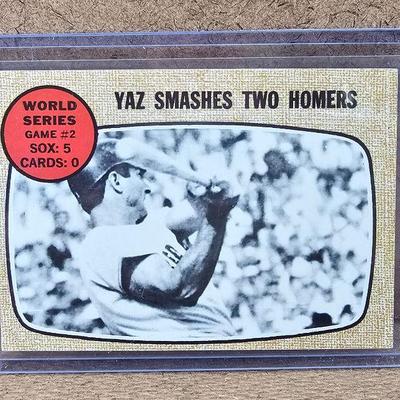 YAZ SMASHES TWO HOMERS
WORLD
SERIES
GAME #2
SOX: 5
CARDS: 0